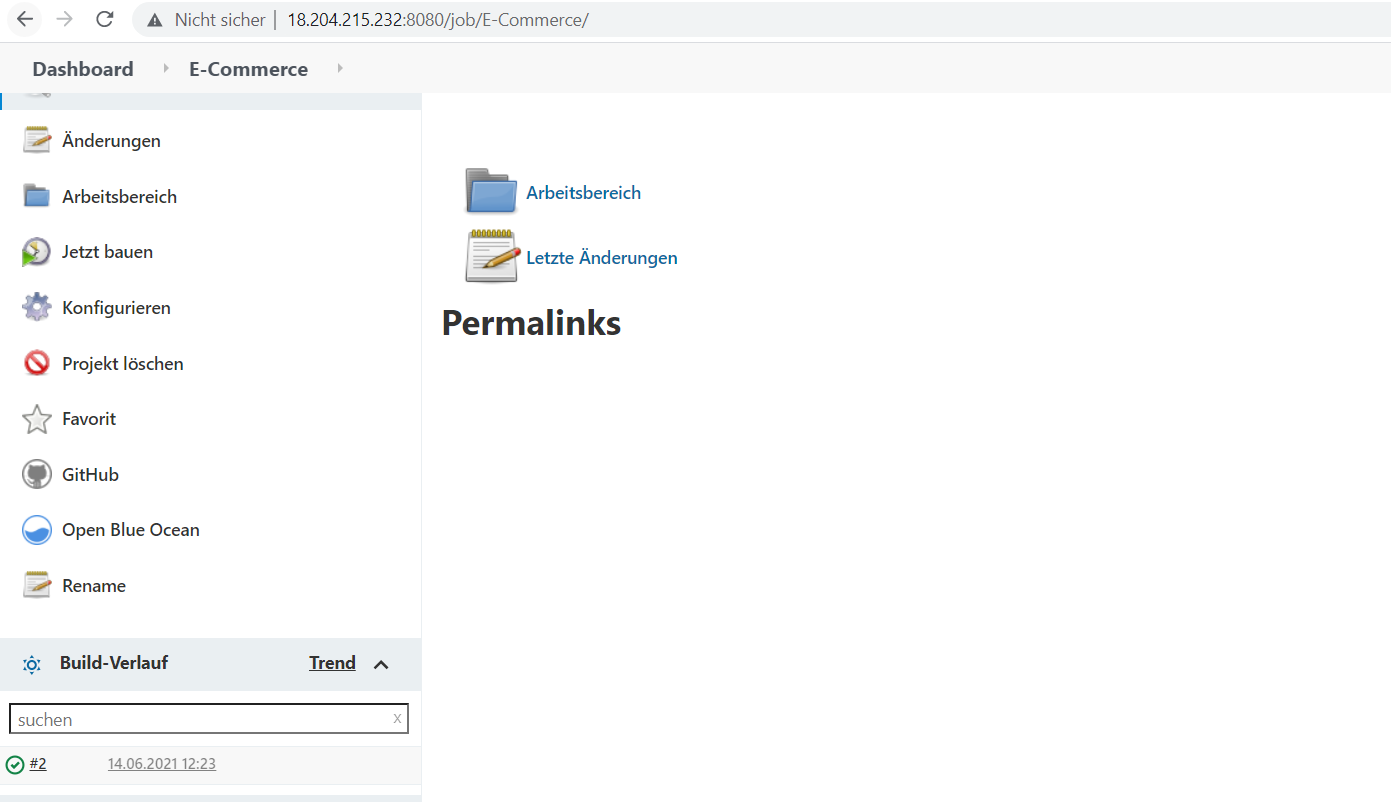 Nicht sicher | 18.204.215.232:8080/job/E-Commerce/
Dashboard E-Commerce
Änderungen
Arbeitsbereich
Jetzt bauen
Konfigurieren
Projekt löschen
Favorit
GitHub
Open Blue Ocean
Rename
Build-Verlauf Trend
suchen x
#2 14.06.2021 12:23
Arbeitsbereich
Letzte Änderungen
Permalinks